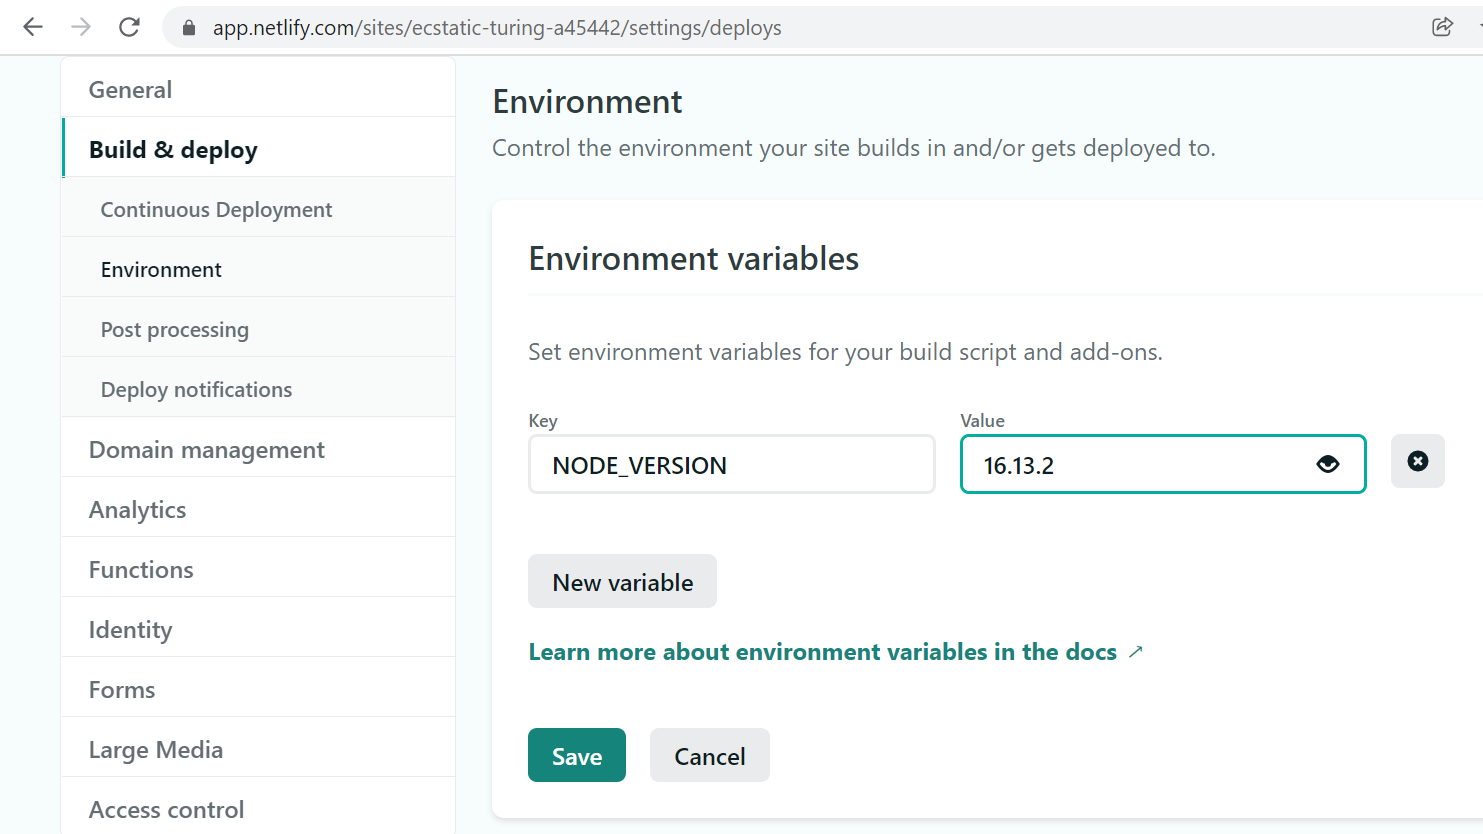 app.netlify.com/sites/ecstatic-turing-a45442/settings/deploys
General
Build & deploy
Continuous Deployment
Environment
Post processing
Deploy notifications
Domain management
Analytics
Functions
Identity
Forms
Large Media
Access control
Environment
Control the environment your site builds in and/or gets deployed to.
Environment variables
Set environment variables for your build script and add-ons.
Key Value
NODE_VERSION 16.13.2
New variable
Learn more about environment variables in the docs ↗
Save Cancel